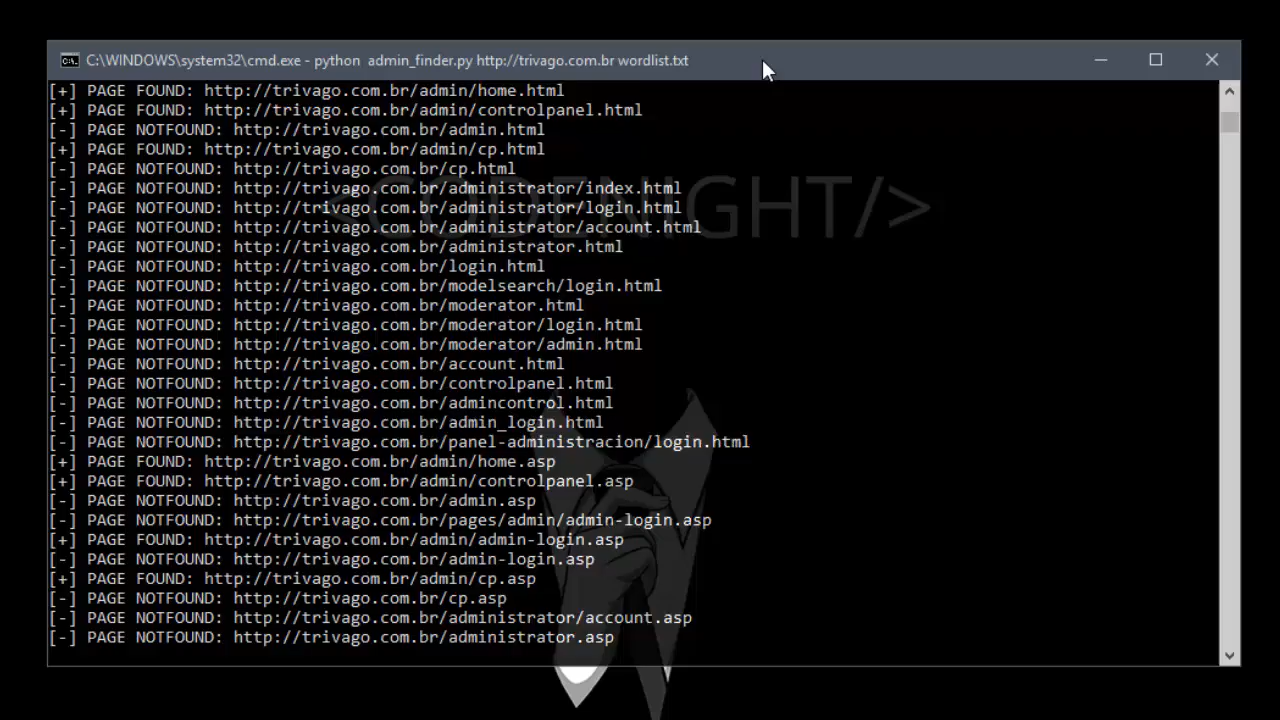 C:\WINDOWS\system32\cmd.exe - python  admin_finder.py http://trivago.com.br wordlist.txt
[+] PAGE FOUND: http://trivago.com.br/admin/home.html
[+] PAGE FOUND: http://trivago.com.br/admin/controlpanel.html
[-] PAGE NOTFOUND: http://trivago.com.br/admin.html
[+] PAGE FOUND: http://trivago.com.br/admin/cp.html
[-] PAGE NOTFOUND: http://trivago.com.br/cp.html
[-] PAGE NOTFOUND: http://trivago.com.br/administrator/index.html
[-] PAGE NOTFOUND: http://trivago.com.br/administrator/login.html
<CODENIGHT/>
[-] PAGE NOTFOUND: http://trivago.com.br/administrator/account.html
[-] PAGE NOTFOUND: http://trivago.com.br/administrator.html
[-] PAGE NOTFOUND: http://trivago.com.br/login.html
[-] PAGE NOTFOUND: http://trivago.com.br/modelsearch/login.html
[-] PAGE NOTFOUND: http://trivago.com.br/moderator.html
[-] PAGE NOTFOUND: http://trivago.com.br/moderator/login.html
[-] PAGE NOTFOUND: http://trivago.com.br/moderator/admin.html
[-] PAGE NOTFOUND: http://trivago.com.br/account.html
[-] PAGE NOTFOUND: http://trivago.com.br/controlpanel.html
[-] PAGE NOTFOUND: http://trivago.com.br/admincontrol.html
[-] PAGE NOTFOUND: http://trivago.com.br/admin_login.html
[-] PAGE NOTFOUND: http://trivago.com.br/panel-administracion/login.html
[+] PAGE FOUND: http://trivago.com.br/admin/home.asp
[+] PAGE FOUND: http://trivago.com.br/admin/controlpanel.asp
[-] PAGE NOTFOUND: http://trivago.com.br/admin.asp
[-] PAGE NOTFOUND: http://trivago.com.br/pages/admin/admin-login.asp
[+] PAGE FOUND: http://trivago.com.br/admin/admin-login.asp
[-] PAGE NOTFOUND: http://trivago.com.br/admin-login.asp
[+] PAGE FOUND: http://trivago.com.br/admin/cp.asp
[-] PAGE NOTFOUND: http://trivago.com.br/cp.asp
[-] PAGE NOTFOUND: http://trivago.com.br/administrator/account.asp
[-] PAGE NOTFOUND: http://trivago.com.br/administrator.asp